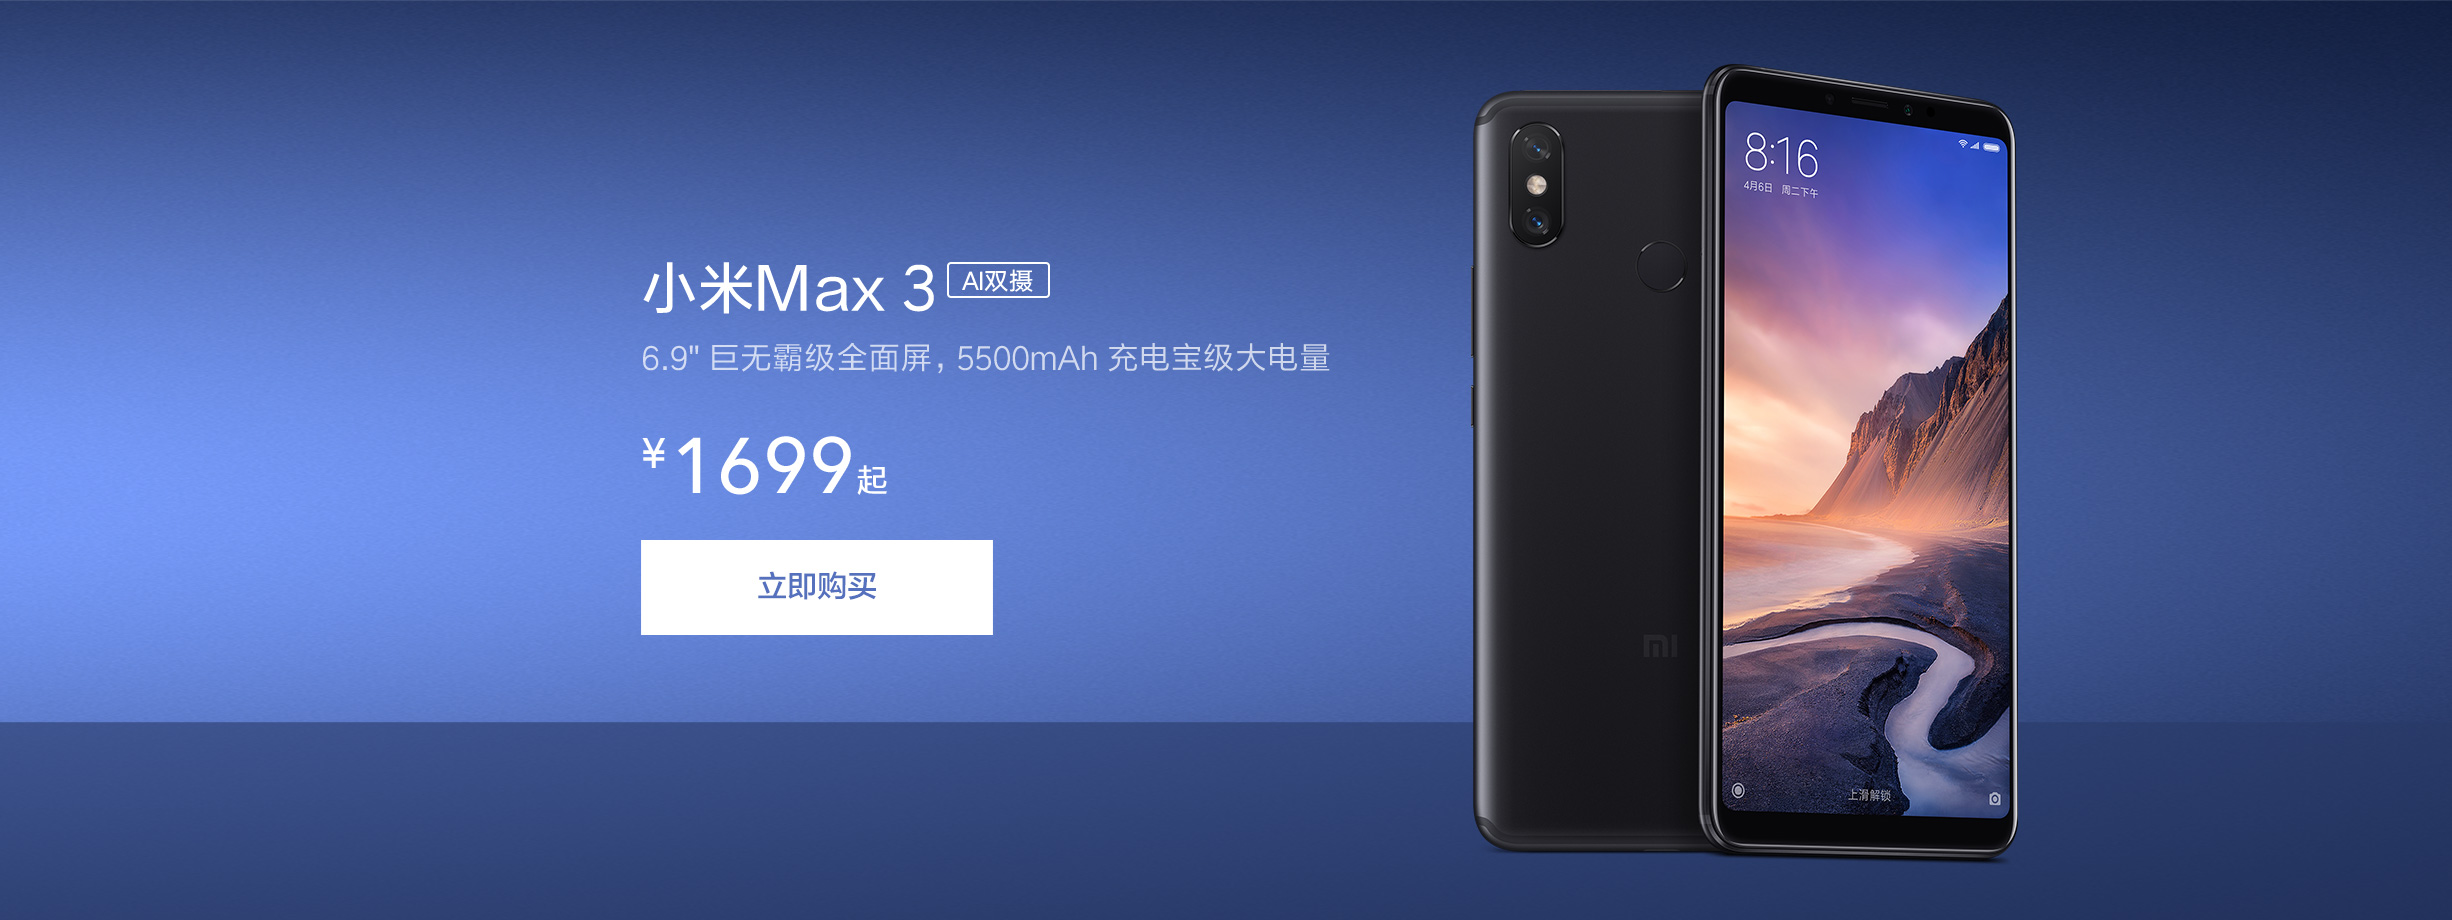 小米Max 3 AI双摄
6.9" 巨无霸级全面屏，5500mAh 充电宝级大电量
¥1699起
立即购买
8:16
4月6日 周二下午
上滑解锁
mi